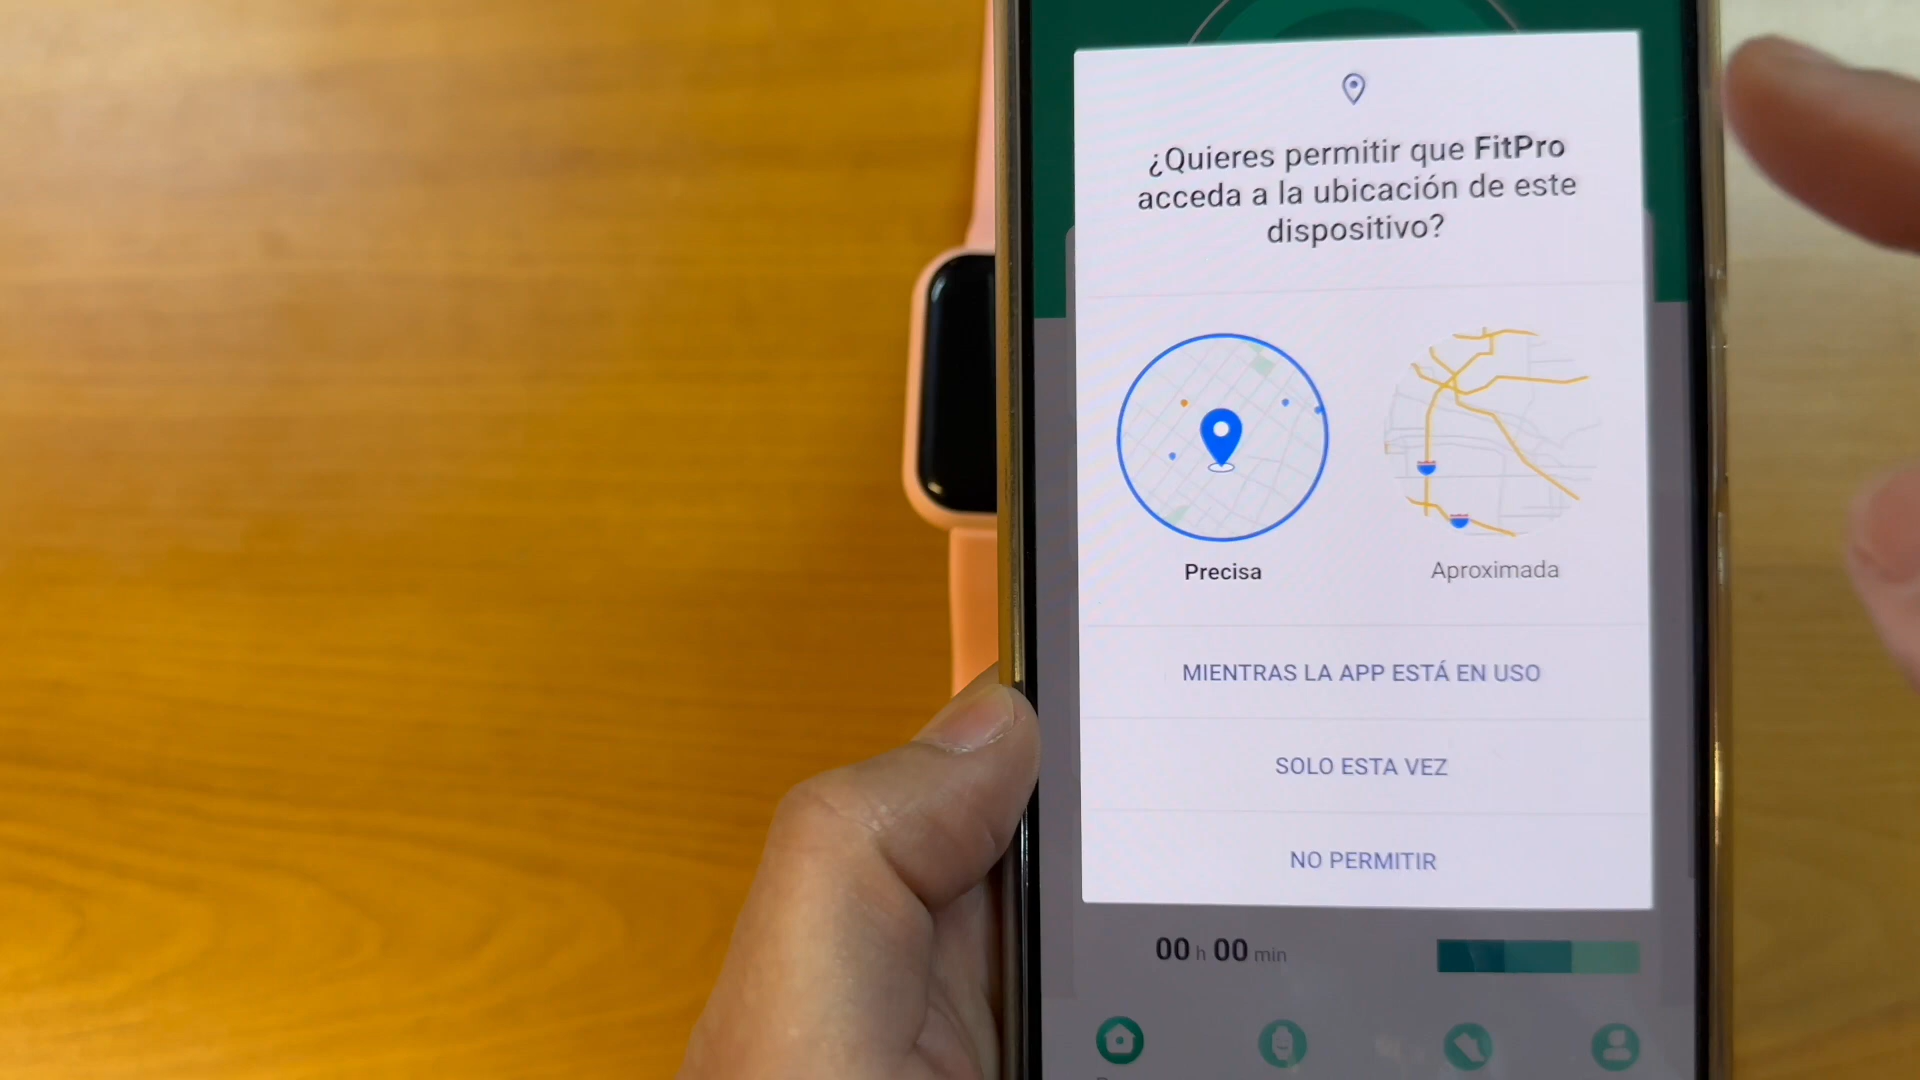 ¿Quieres permitir que FitPro
acceda a la ubicación de este
dispositivo?
Precisa
Aproximada
MIENTRAS LA APP ESTÁ EN USO
SOLO ESTA VEZ
NO PERMITIR
00 h 00 min